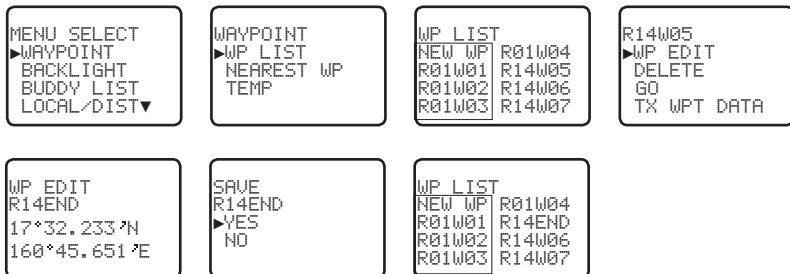 MENU SELECT
►WAYPOINT
BACKLIGHT
BUDDY LIST
LOCAL/DIST▼
WAYPOINT
►WP LIST
NEAREST WP
TEMP
WP LIST
NEW WP R01W04
R01W01 R14W05
R01W02 R14W06
R01W03 R14W07
R14W05
►WP EDIT
DELETE
GO
TX WPT DATA
WP EDIT
R14END
17°32.233'N
160°45.651'E
SAVE
R14END
►YES
NO
WP LIST
NEW WP R01W04
R01W01 R14END
R01W02 R14W06
R01W03 R14W07